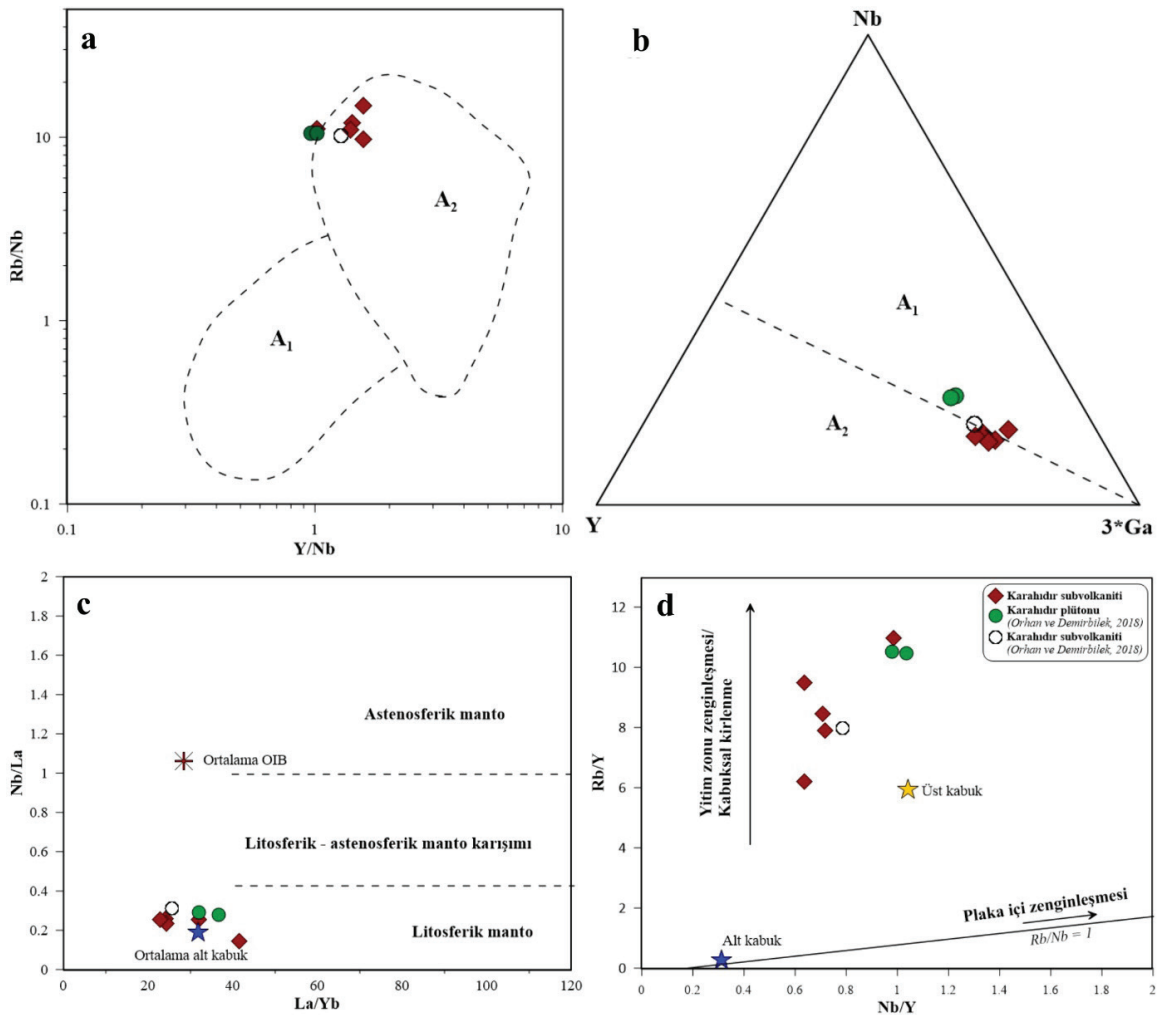 a
Rb/Nb
10
1
0.1
A2
A1
0.1
1
10
Y/Nb
b
Nb
A1
A2
Y
3*Ga
c
Nb/La
2
1.8
1.6
1.4
1.2
1
0.8
0.6
0.4
0.2
0
Astenosferik manto
Ortalama OIB
Litosferik - astenosferik manto karışımı
Litosferik manto
Ortalama alt kabuk
0
20
40
60
80
100
120
La/Yb
d
Rb/Y
12
10
8
6
4
2
0
Yitim zonu zenginleşmesi/
Kabuksal kirlenme
Karahıdır subvolkaniti
Karahıdır plütonu
(Orhan ve Demirbilek, 2018)
Karahıdır subvolkaniti
(Orhan ve Demirbilek, 2018)
Üst kabuk
Plaka içi zenginleşmesi
Rb/Nb = 1
Alt kabuk
0
0.2
0.4
0.6
0.8
1
1.2
1.4
1.6
1.8
2
Nb/Y